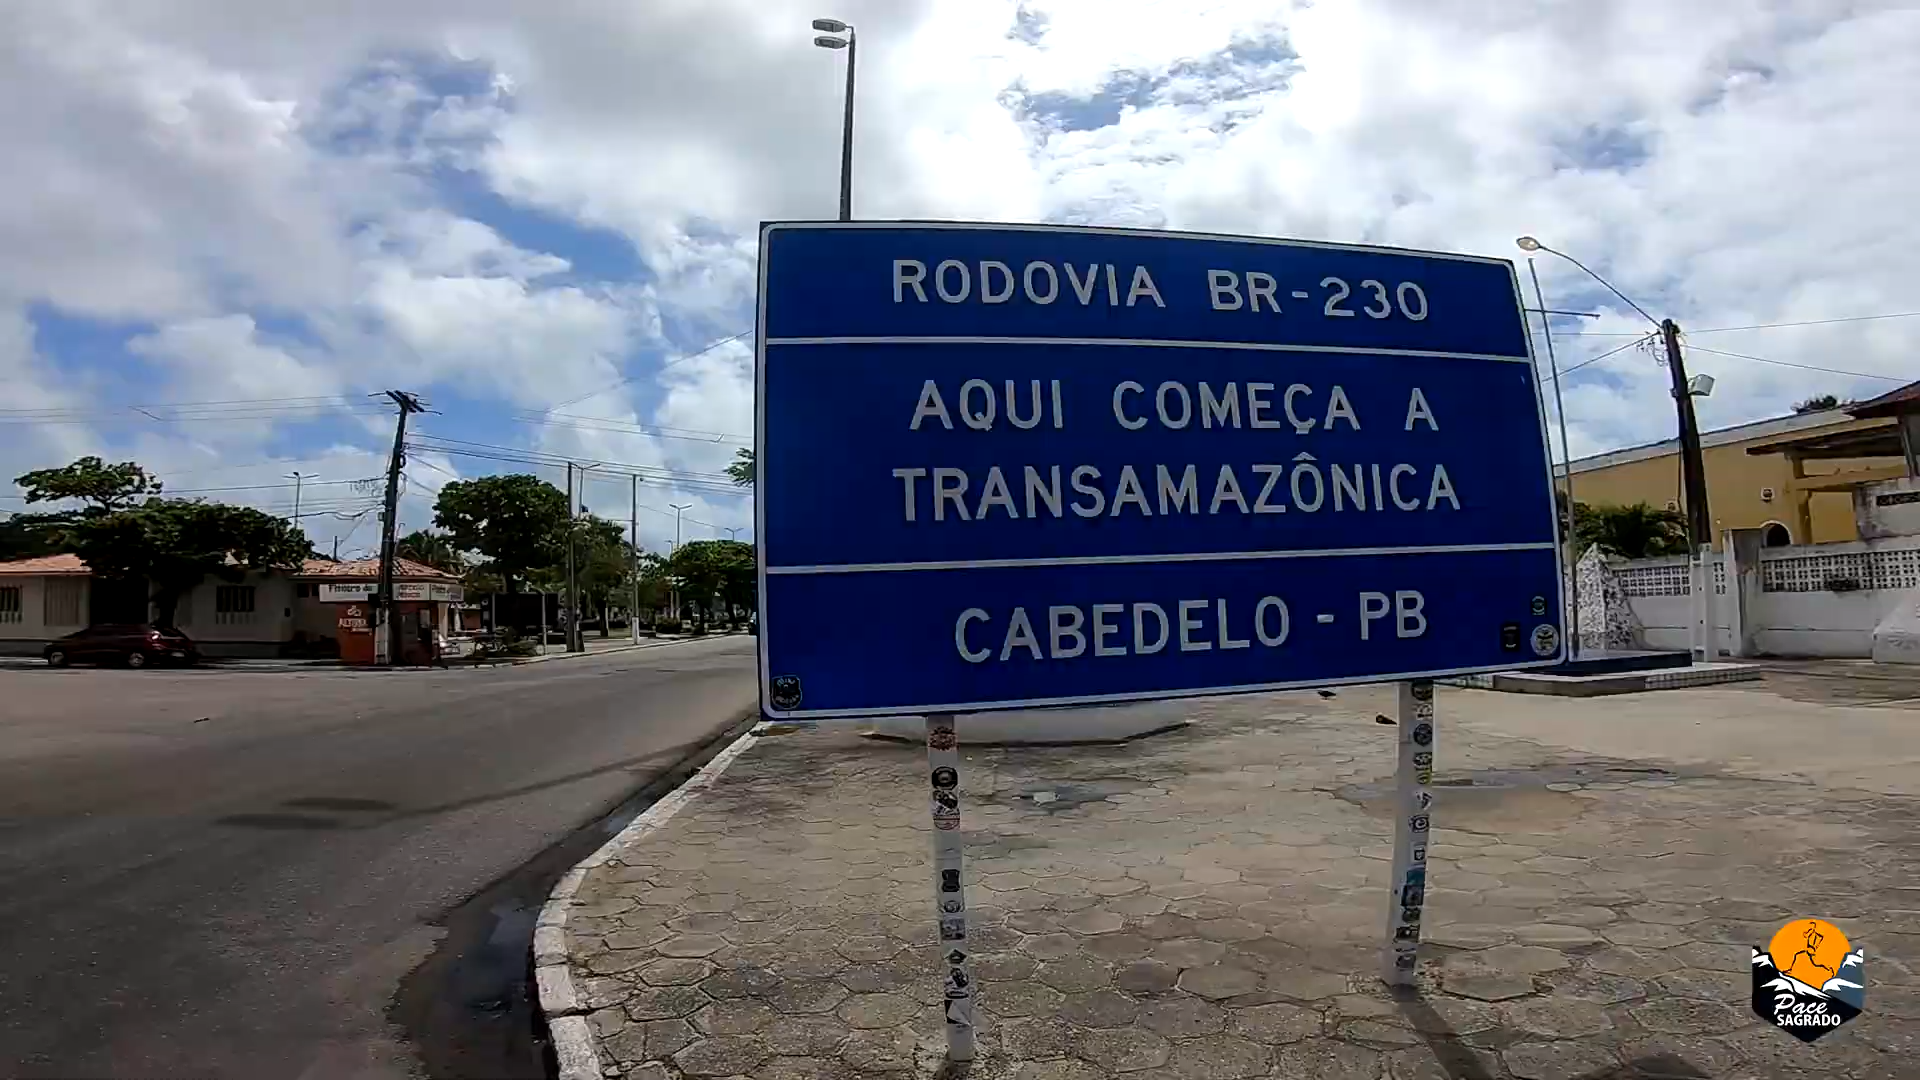 RODOVIA BR-230
AQUI COMEÇA A
TRANSAMAZÔNICA
CABEDELO - PB
Pace
SAGRADO